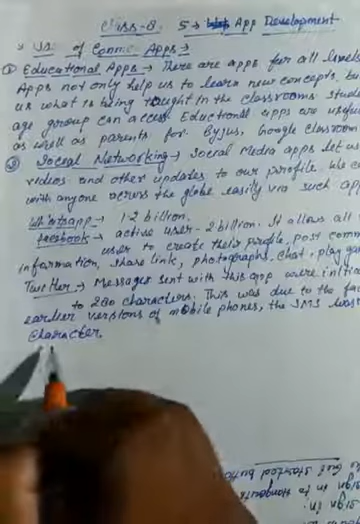 Class-8. 5→ App Development
* of Comm Apps→
① Educational Apps→ There are apps for all levels
Apps not only help us to learn new concepts, bu
us what is being tought in the classrooms. Stude
age group can access. Eductional apps are usefu
as well as parents for Byjus, Google classroom
② Soceal Networking→ Social Media apps let us
videos and other updates to our profile. We c
with anyone across the globe easily via such ap
Whatsapp→ 1.2 billion.
facebook→ active user - 2 billion. It allows all
user to create their profile, post comm
information, share link, photographs, chat, play ga
Twitter→ Messages sent with this app were initia
to 280 characters. This was due to the fac
earlier versions of mobile phones, the SMS was
Character.